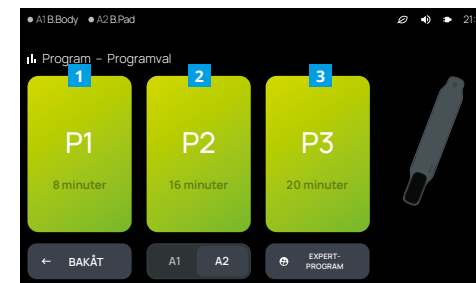 A1 B.Body A2 B.Pad 21:
Program – Programval
1 2 3
P1 P2 P3
8 minuter 16 minuter 20 minuter
← BAKÅT A1 A2 EXPERT-
PROGRAM